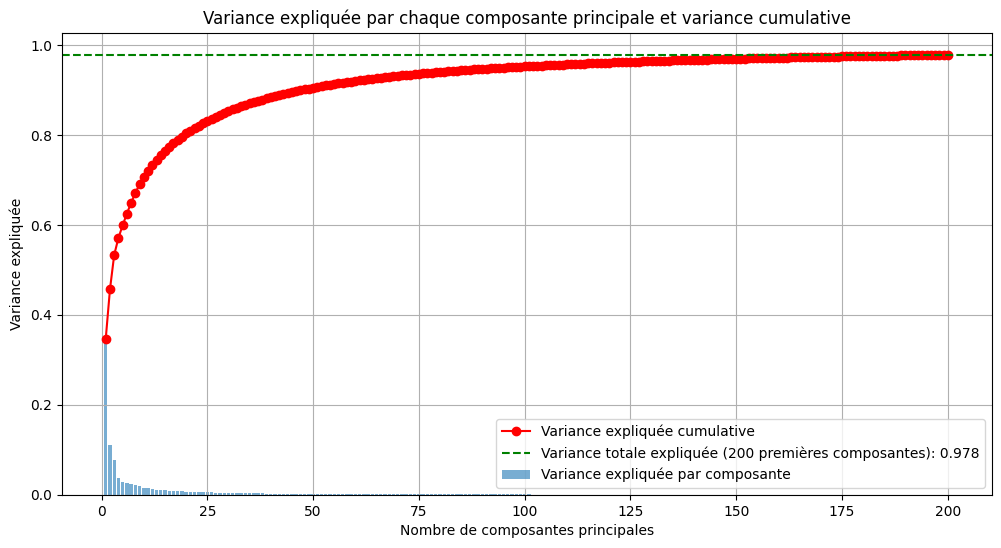 Variance expliquée par chaque composante principale et variance cumulative
Variance expliquée
1.0
0.8
0.6
0.4
0.2
0.0
Variance expliquée cumulative
Variance totale expliquée (200 premières composantes): 0.978
Variance expliquée par composante
0 25 50 75 100 125 150 175 200
Nombre de composantes principales